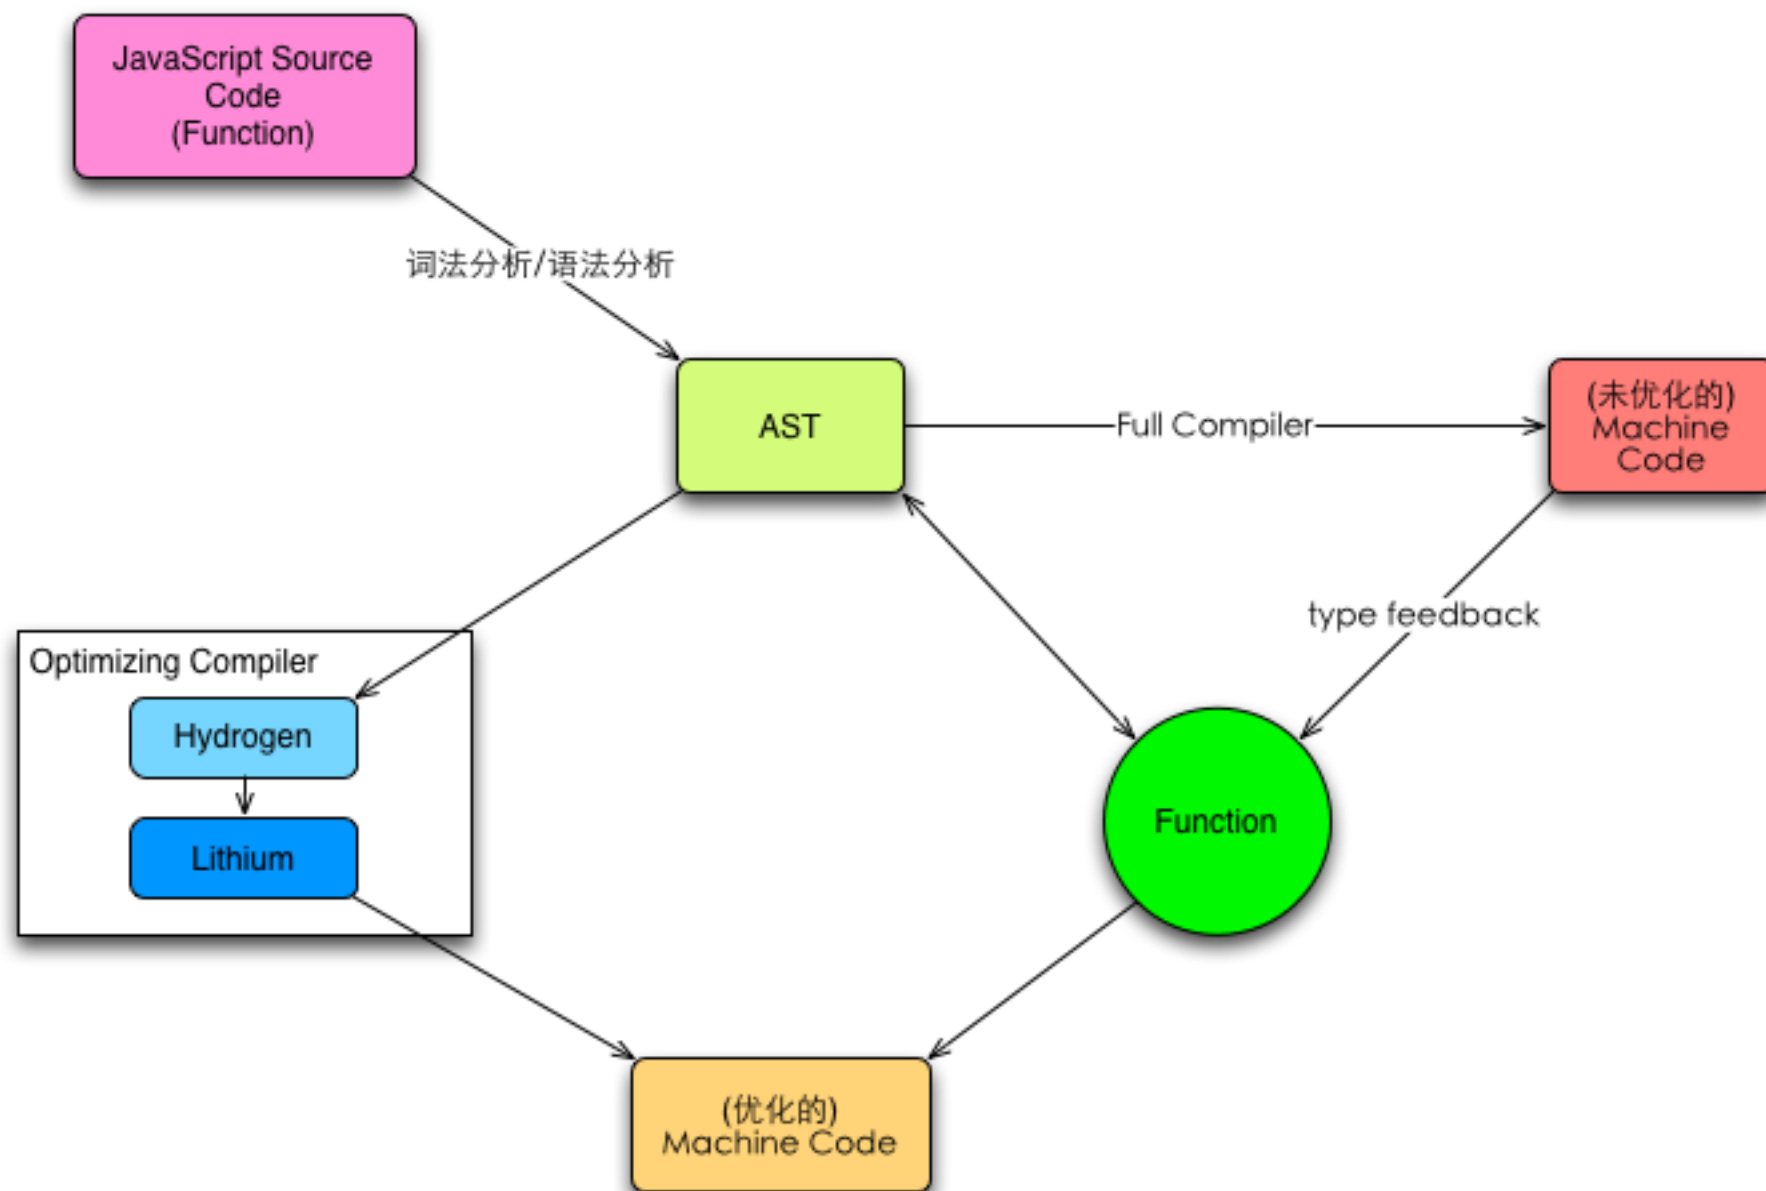 JavaScript Source
Code
(Function)
词法分析/语法分析
AST
Full Compiler
(未优化的)
Machine
Code
type feedback
Optimizing Compiler
Hydrogen
Lithium
Function
(优化的)
Machine Code